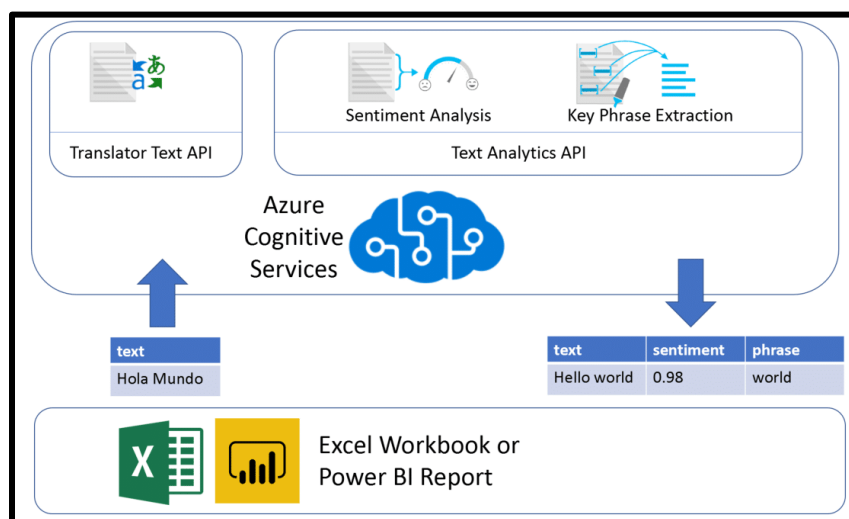 a あ
Sentiment Analysis
Key Phrase Extraction
Translator Text API
Text Analytics API
Azure
Cognitive
Services
text
Hola Mundo
text sentiment phrase
Hello world 0.98 world
X
Excel Workbook or
Power BI Report